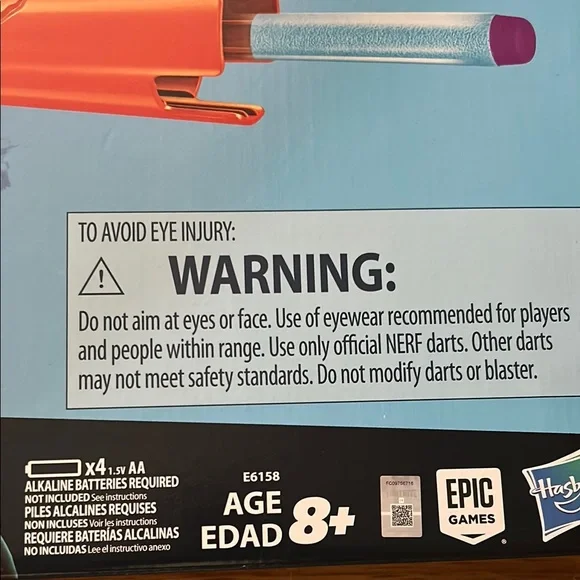 TO AVOID EYE INJURY:
WARNING:
Do not aim at eyes or face. Use of eyewear recommended for players
and people within range. Use only official NERF darts. Other darts
may not meet safety standards. Do not modify darts or blaster.
x4 1.5V AA
ALKALINE BATTERIES REQUIRED
NOT INCLUDED See instructions
PILES ALCALINES REQUISES
NON INCLUSES Voir les instructions
REQUIERE BATERÍAS ALCALINAS
NO INCLUIDAS Lee el instructivo anexo
E6158
AGE
EDAD 8+
EPIC
GAMES
Hasb